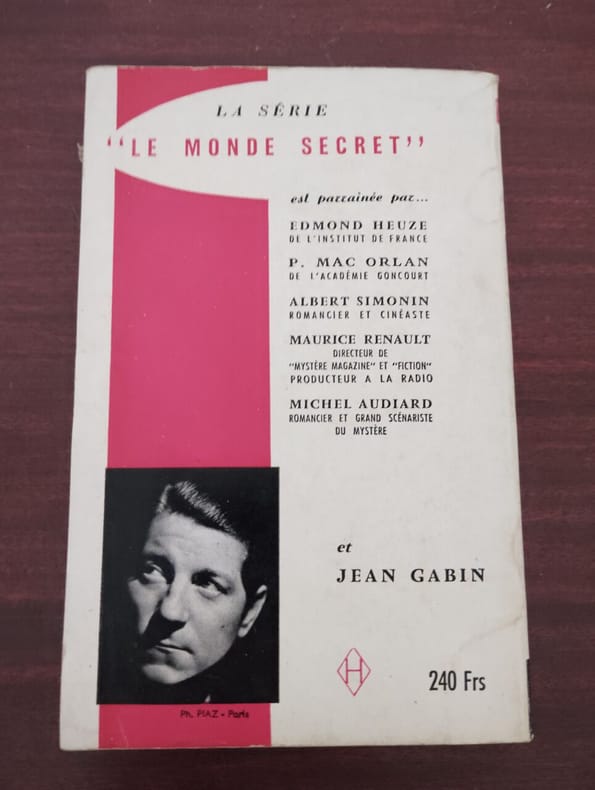 LA SÉRIE
"LE MONDE SECRET"
est parrainée par...
EDMOND HEUZE
DE L'INSTITUT DE FRANCE
P. MAC ORLAN
DE L'ACADÉMIE GONCOURT
ALBERT SIMONIN
ROMANCIER ET CINÉASTE
MAURICE RENAULT
DIRECTEUR DE
"MYSTÈRE MAGAZINE" ET "FICTION"
PRODUCTEUR A LA RADIO
MICHEL AUDIARD
ROMANCIER ET GRAND SCÉNARISTE
DU MYSTÈRE
et
JEAN GABIN
H
240 Frs
Ph. PIAZ - Paris